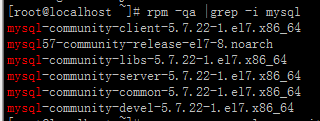 [root@localhost ~]# rpm -qa |grep -i mysql
mysql-community-client-5.7.22-1.el7.x86_64
mysql57-community-release-el7-8.noarch
mysql-community-libs-5.7.22-1.el7.x86_64
mysql-community-server-5.7.22-1.el7.x86_64
mysql-community-common-5.7.22-1.el7.x86_64
mysql-community-devel-5.7.22-1.el7.x86_64